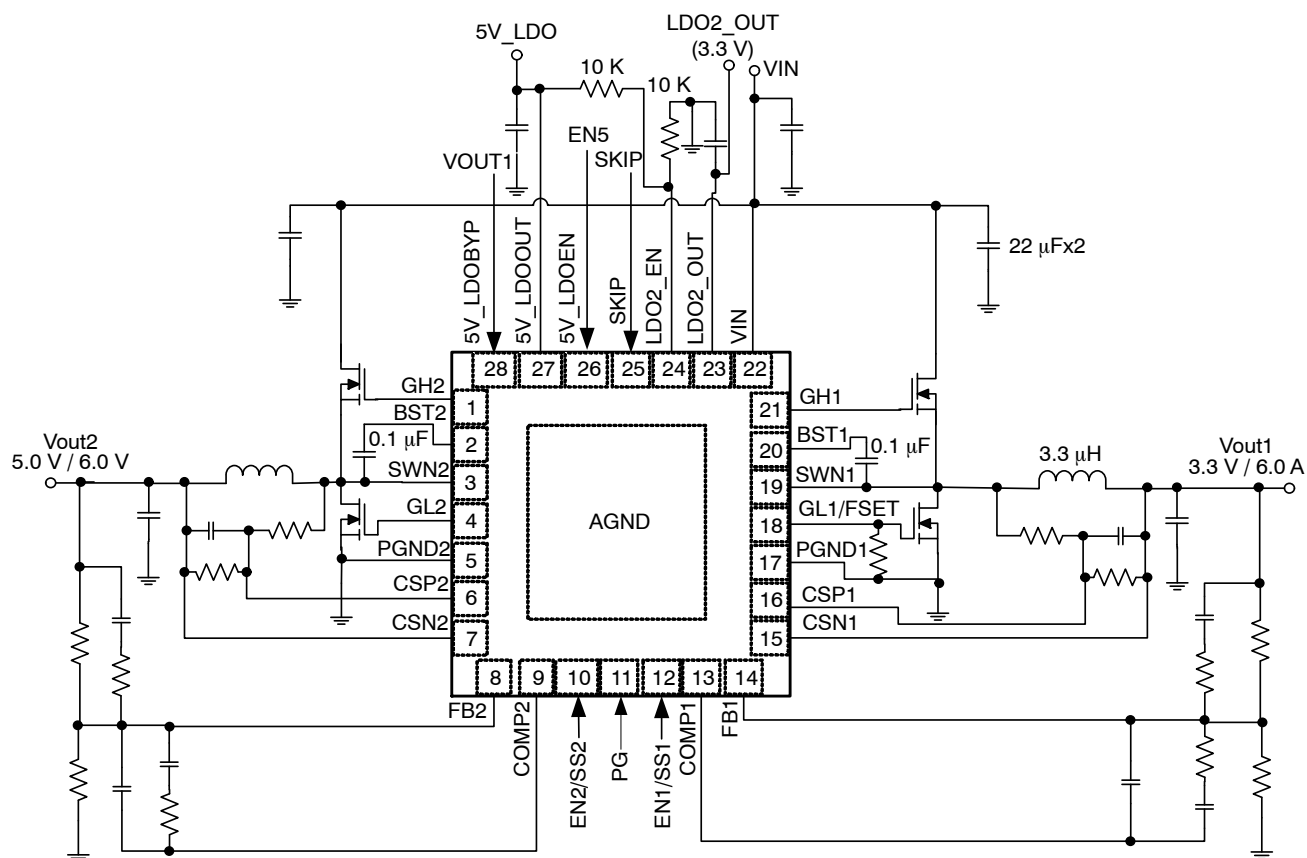 5V_LDO
LDO2_OUT
(3.3 V)
VIN
10 K
10 K
EN5
SKIP
VOUT1
5V_LDOBYP
5V_LDOOUT
5V_LDOEN
SKIP
LDO2_EN
LDO2_OUT
VIN
22 μFx2
28
27
26
25
24
23
22
GH2
1
BST2
2
0.1 μF
SWN2
3
GL2
4
PGND2
5
CSP2
6
CSN2
7
Vout2
5.0 V / 6.0 V
AGND
21
GH1
20
BST1
0.1 μF
19
SWN1
18
GL1/FSET
17
PGND1
16
CSP1
15
CSN1
3.3 μH
Vout1
3.3 V / 6.0 A
8
9
10
11
12
13
14
FB2
COMP2
EN2/SS2
PG
EN1/SS1
COMP1
FB1